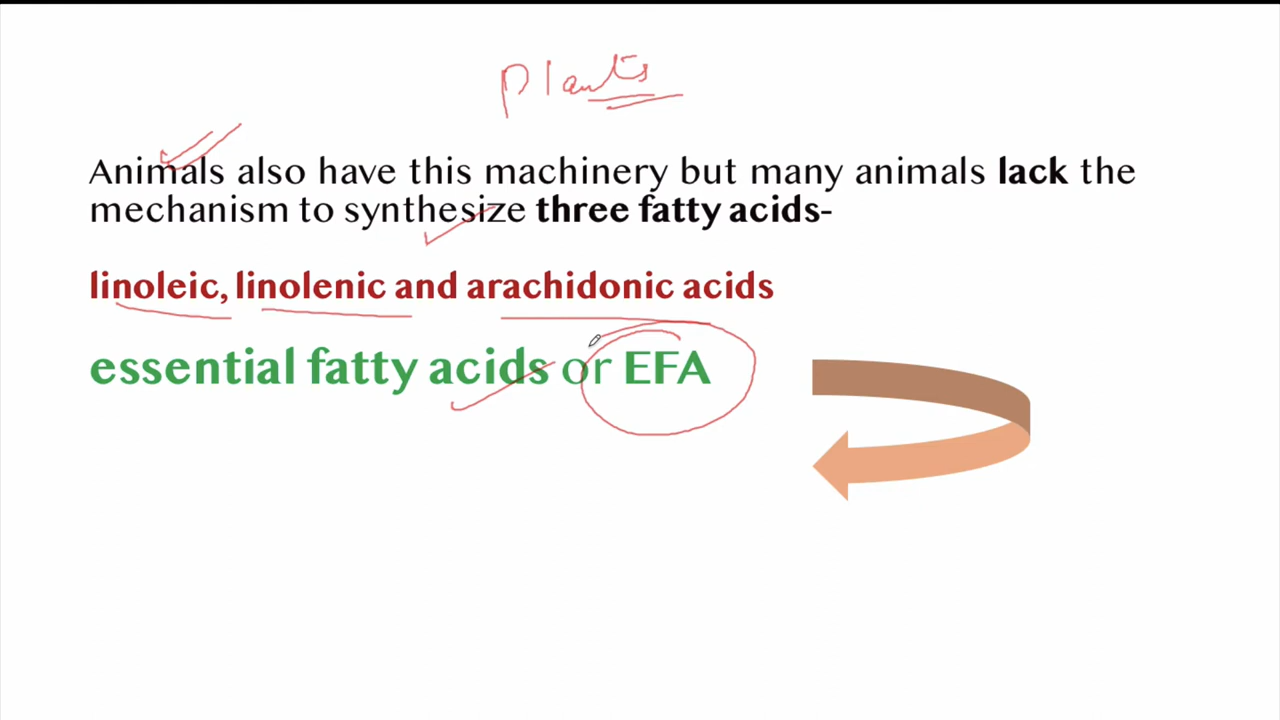 Plants
Animals also have this machinery but many animals lack the
mechanism to synthesize three fatty acids-
linoleic, linolenic and arachidonic acids
essential fatty acids or EFA